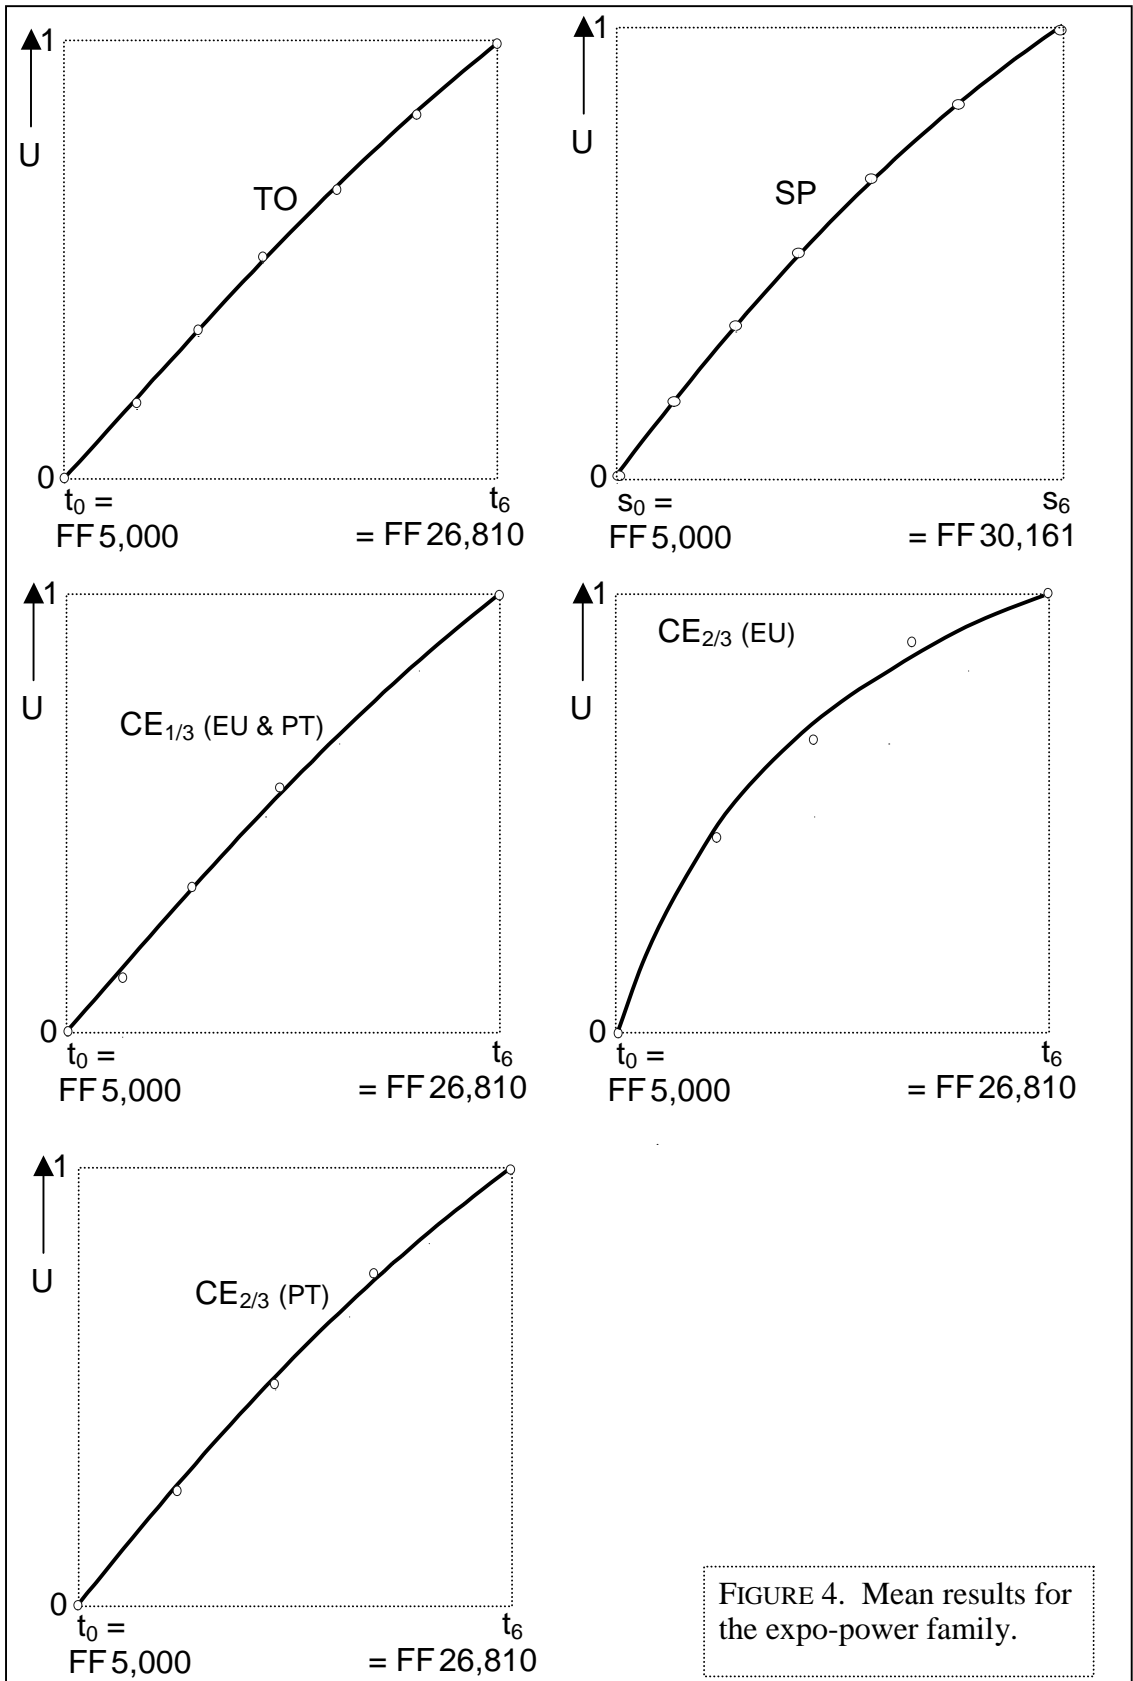 1
U
TO
0
t₀ =
FF 5,000
t₆
= FF 26,810
1
U
SP
0
s₀ =
FF 5,000
s₆
= FF 30,161
1
U
CE₁/₃ (EU & PT)
0
t₀ =
FF 5,000
t₆
= FF 26,810
1
U
CE₂/₃ (EU)
0
t₀ =
FF 5,000
t₆
= FF 26,810
1
U
CE₂/₃ (PT)
0
t₀ =
FF 5,000
t₆
= FF 26,810
FIGURE 4. Mean results for
the expo-power family.